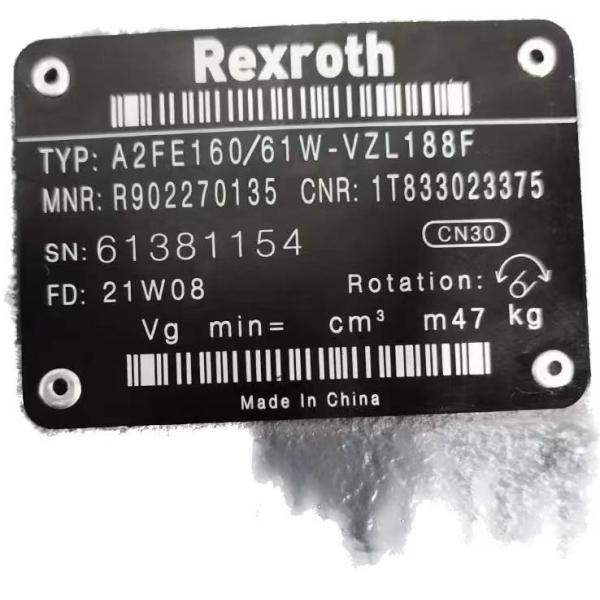 Rexroth
TYP: A2FE160/61W-VZL188F
MNR: R902270135 CNR: 1T833023375
SN: 61381154 CN30
FD: 21W08 Rotation:
Vg min= cm³ m47 kg
Made In China